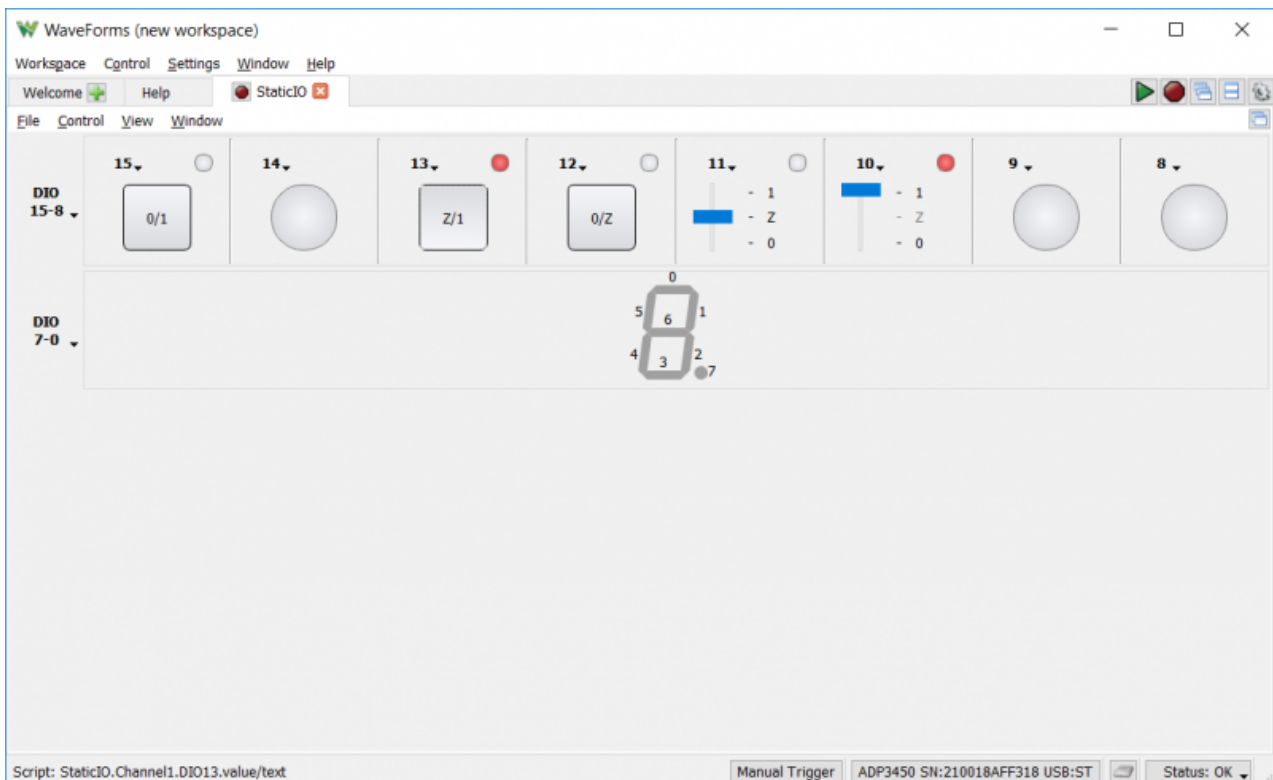 WaveForms (new workspace)
Workspace Control Settings Window Help
Welcome Help StaticIO
File Control View Window
DIO
15-8
15 14 13 12 11 10 9 8
0/1 Z/1 0/Z
- 1 - 1
- Z - Z
- 0 - 0
DIO
7-0
0
5 6 1
4 3 2
7
Script: StaticIO.Channel1.DIO13.value/text Manual Trigger ADP3450 SN:210018AFF318 USB:ST Status: OK